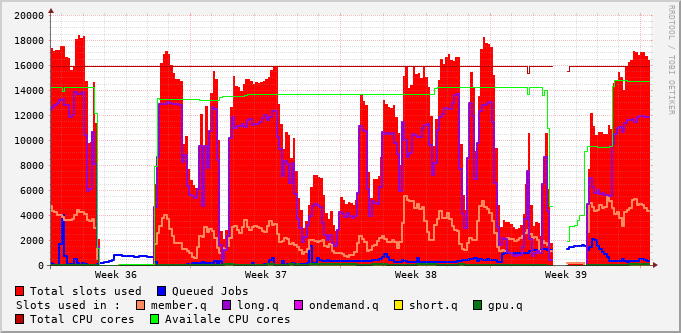 20000
18000
16000
14000
12000
10000
8000
6000
4000
2000
0
Week 36 Week 37 Week 38 Week 39
RRDTOOL / TOBI OETIKER
Total slots used Queued Jobs
Slots used in : member.q long.q ondemand.q short.q gpu.q
Total CPU cores Availale CPU cores